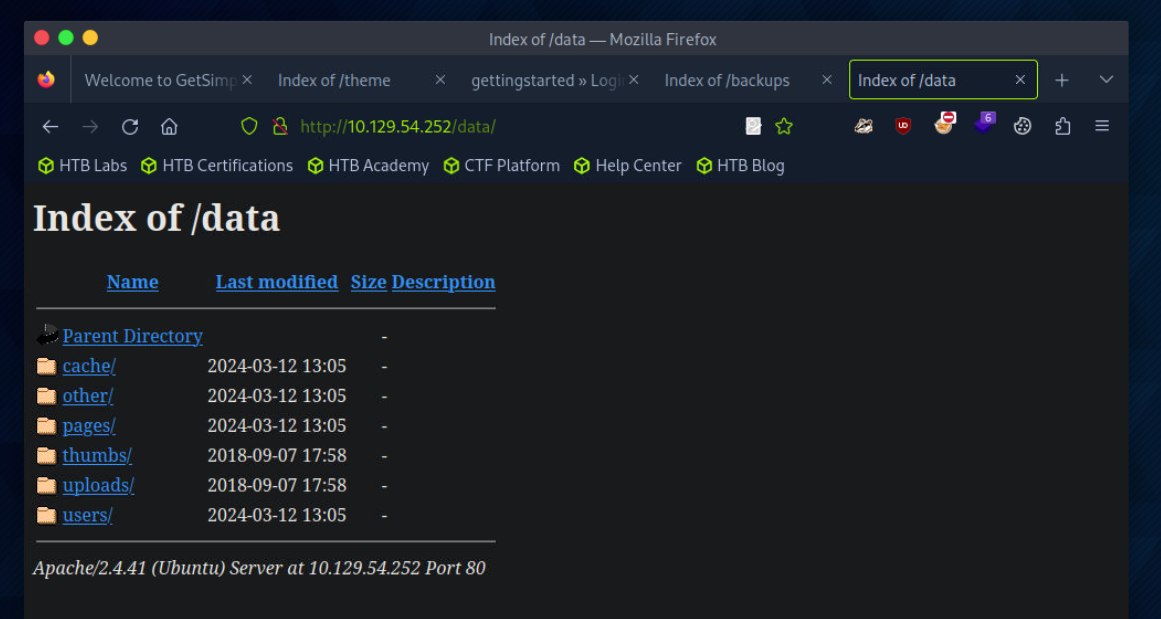 Index of /data — Mozilla Firefox
Welcome to GetSimp Index of /theme gettingstarted » Logi Index of /backups Index of /data
http://10.129.54.252/data/ 6
HTB Labs HTB Certifications HTB Academy CTF Platform Help Center HTB Blog
Index of /data
Name Last modified Size Description
Parent Directory -
cache/ 2024-03-12 13:05 -
other/ 2024-03-12 13:05 -
pages/ 2024-03-12 13:05 -
thumbs/ 2018-09-07 17:58 -
uploads/ 2018-09-07 17:58 -
users/ 2024-03-12 13:05 -
Apache/2.4.41 (Ubuntu) Server at 10.129.54.252 Port 80